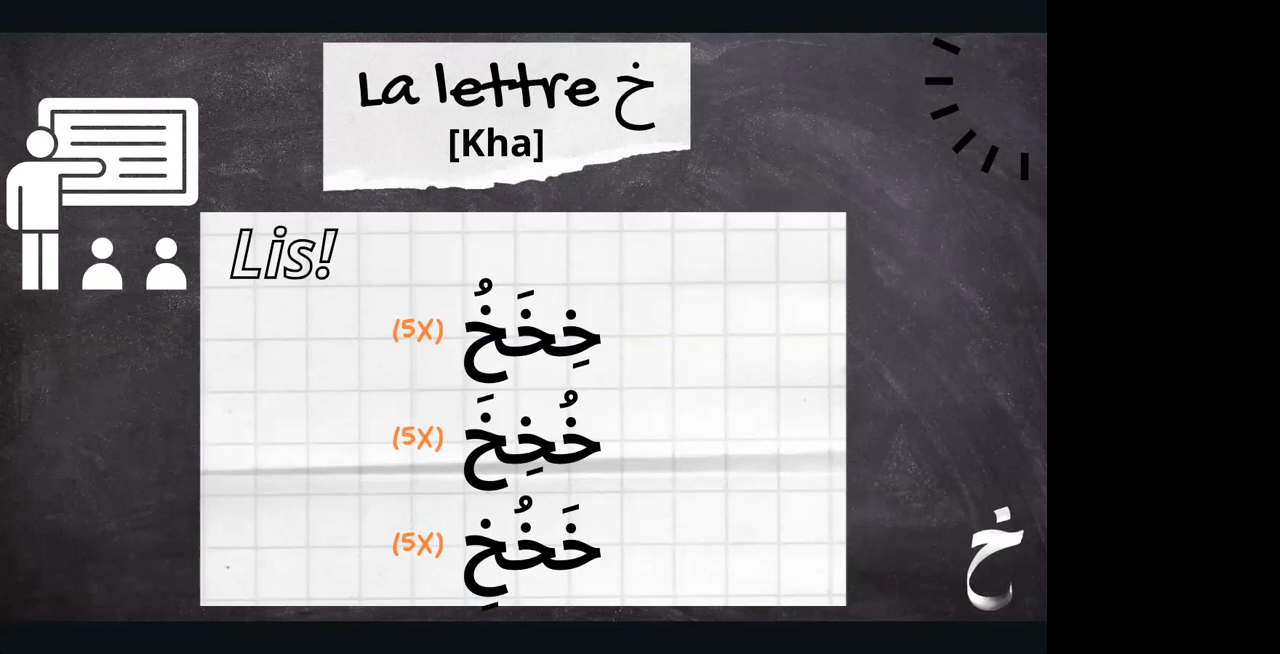 La lettre خ
[Kha]
Lis!
خِخَخُ (5X)
خُخِخَ (5X)
خَخُخِ (5X)
خ